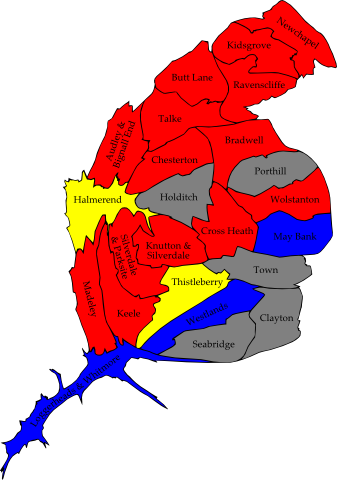 Newchapel
Kidsgrove
Butt Lane
Ravenscliffe
Talke
Audley &
Bignall End
Bradwell
Chesterton
Porthill
Halmerend
Holditch
Wolstanton
Cross Heath
May Bank
Silverdale
& Parksite
Knutton &
Silverdale
Town
Thistleberry
Madeley
Keele
Westlands
Clayton
Seabridge
Loggerheads & Whitmore